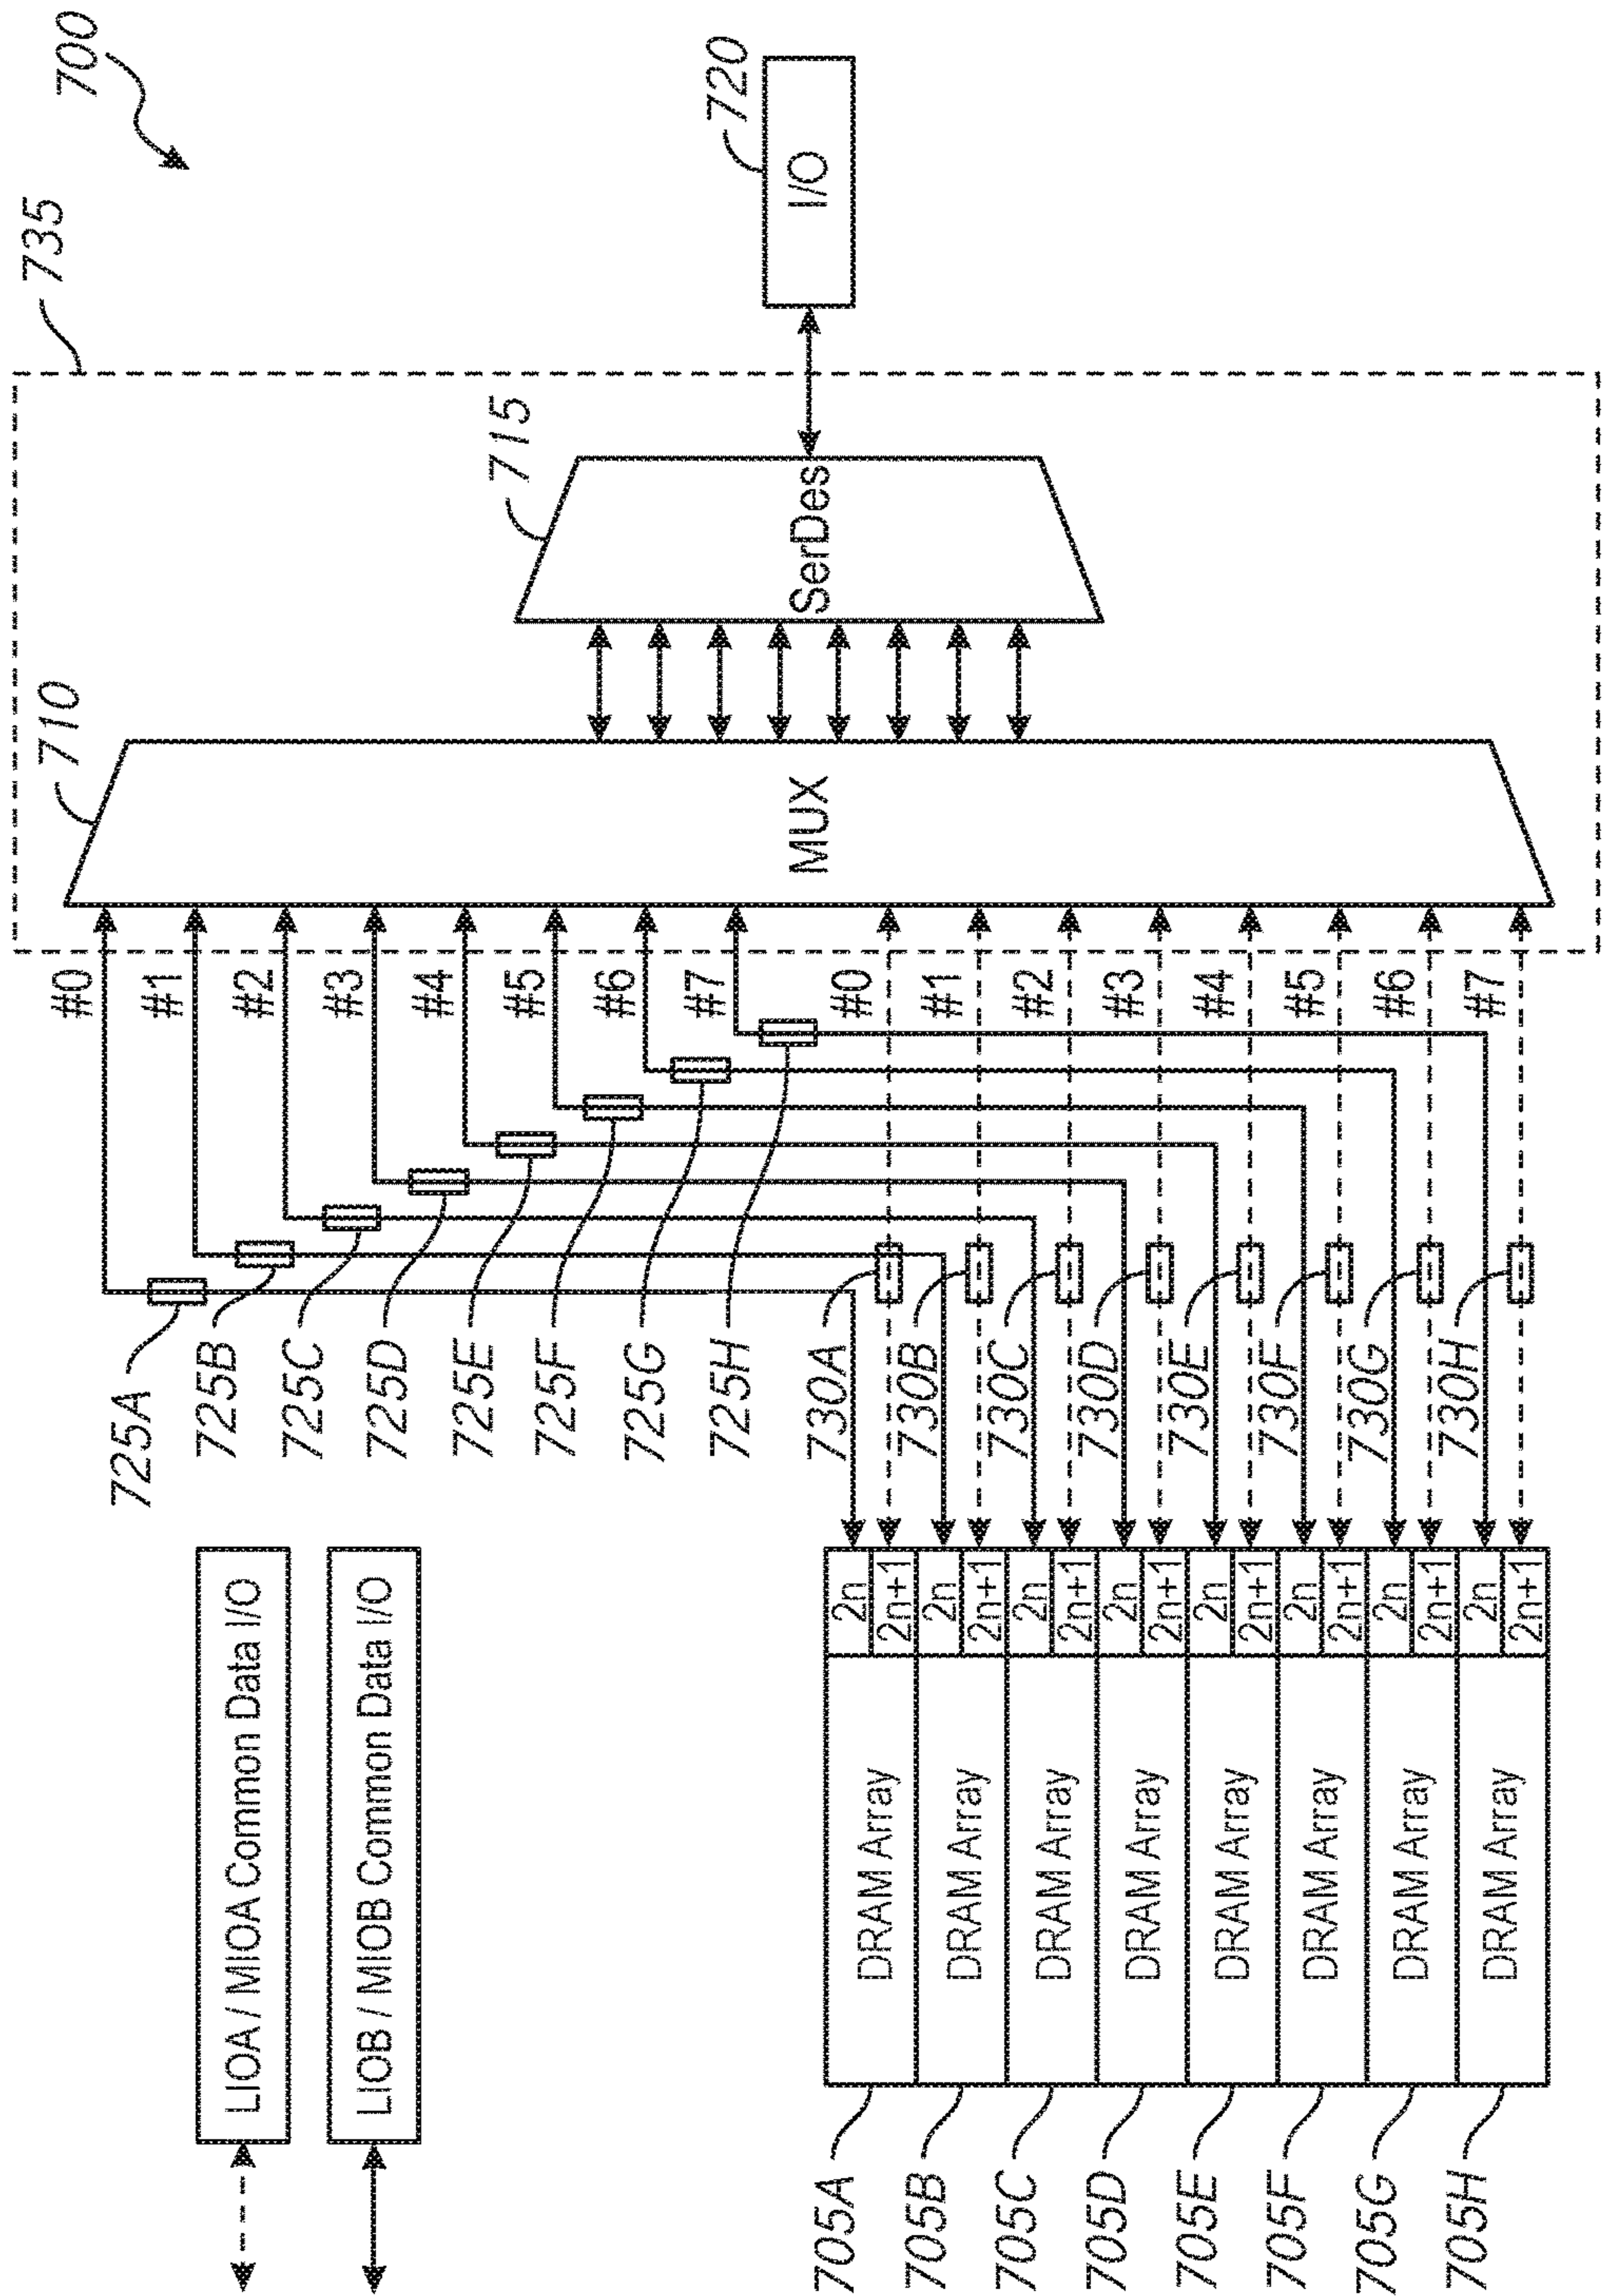 700
735
720
I/O
715
SerDes
710
MUX
#0
#1
#2
#3
#4
#5
#6
#7
#0
#1
#2
#3
#4
#5
#6
#7
725A
725B
725C
725D
725E
725F
725G
725H
730A
730B
730C
730D
730E
730F
730G
730H
LIOA / MIOA Common Data I/O
LIOB / MIOB Common Data I/O
2n
2n+1
2n
2n+1
2n
2n+1
2n
2n+1
2n
2n+1
2n
2n+1
2n
2n+1
2n
2n+1
DRAM Array
DRAM Array
DRAM Array
DRAM Array
DRAM Array
DRAM Array
DRAM Array
DRAM Array
705A
705B
705C
705D
705E
705F
705G
705H